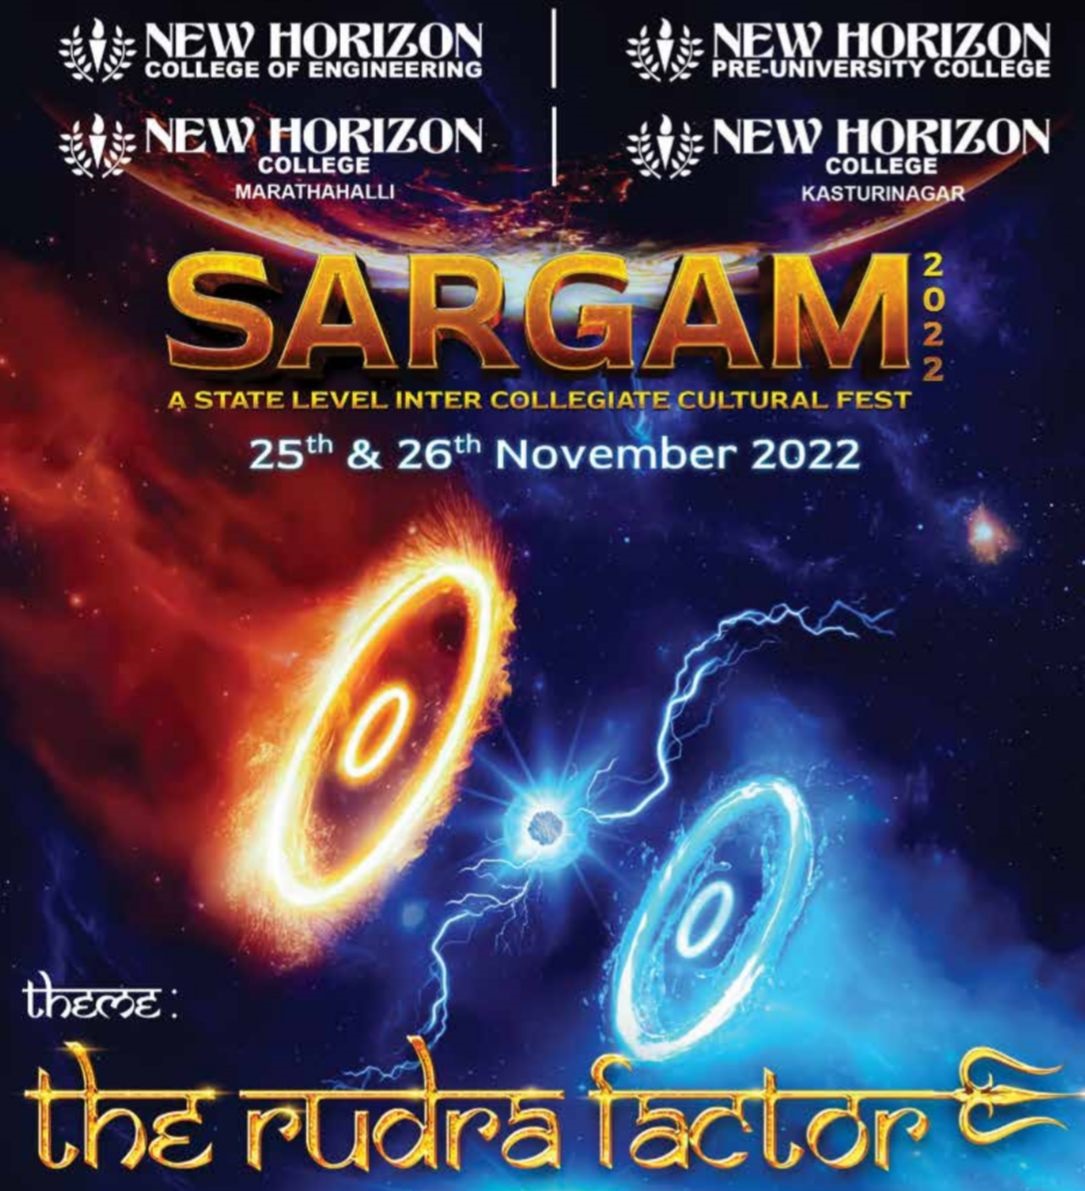 NEW HORIZON
COLLEGE OF ENGINEERING
NEW HORIZON
PRE-UNIVERSITY COLLEGE
NEW HORIZON
COLLEGE
MARATHAHALLI
NEW HORIZON
COLLEGE
KASTURINAGAR
SARGAM 2022
A STATE LEVEL INTER COLLEGIATE CULTURAL FEST
25th & 26th November 2022
theme:
the rudra factor